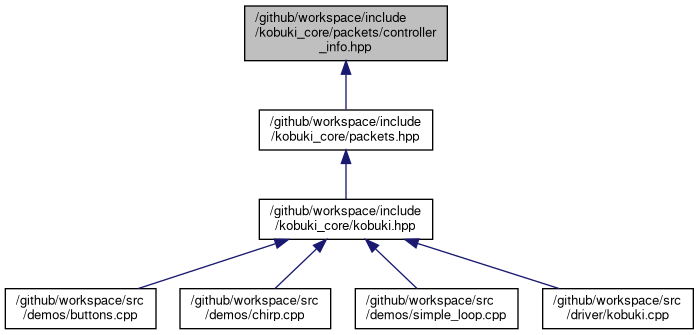 /github/workspace/include
/kobuki_core/packets/controller
_info.hpp
/github/workspace/include
/kobuki_core/packets.hpp
/github/workspace/include
/kobuki_core/kobuki.hpp
/github/workspace/src
/demos/buttons.cpp
/github/workspace/src
/demos/chirp.cpp
/github/workspace/src
/demos/simple_loop.cpp
/github/workspace/src
/driver/kobuki.cpp